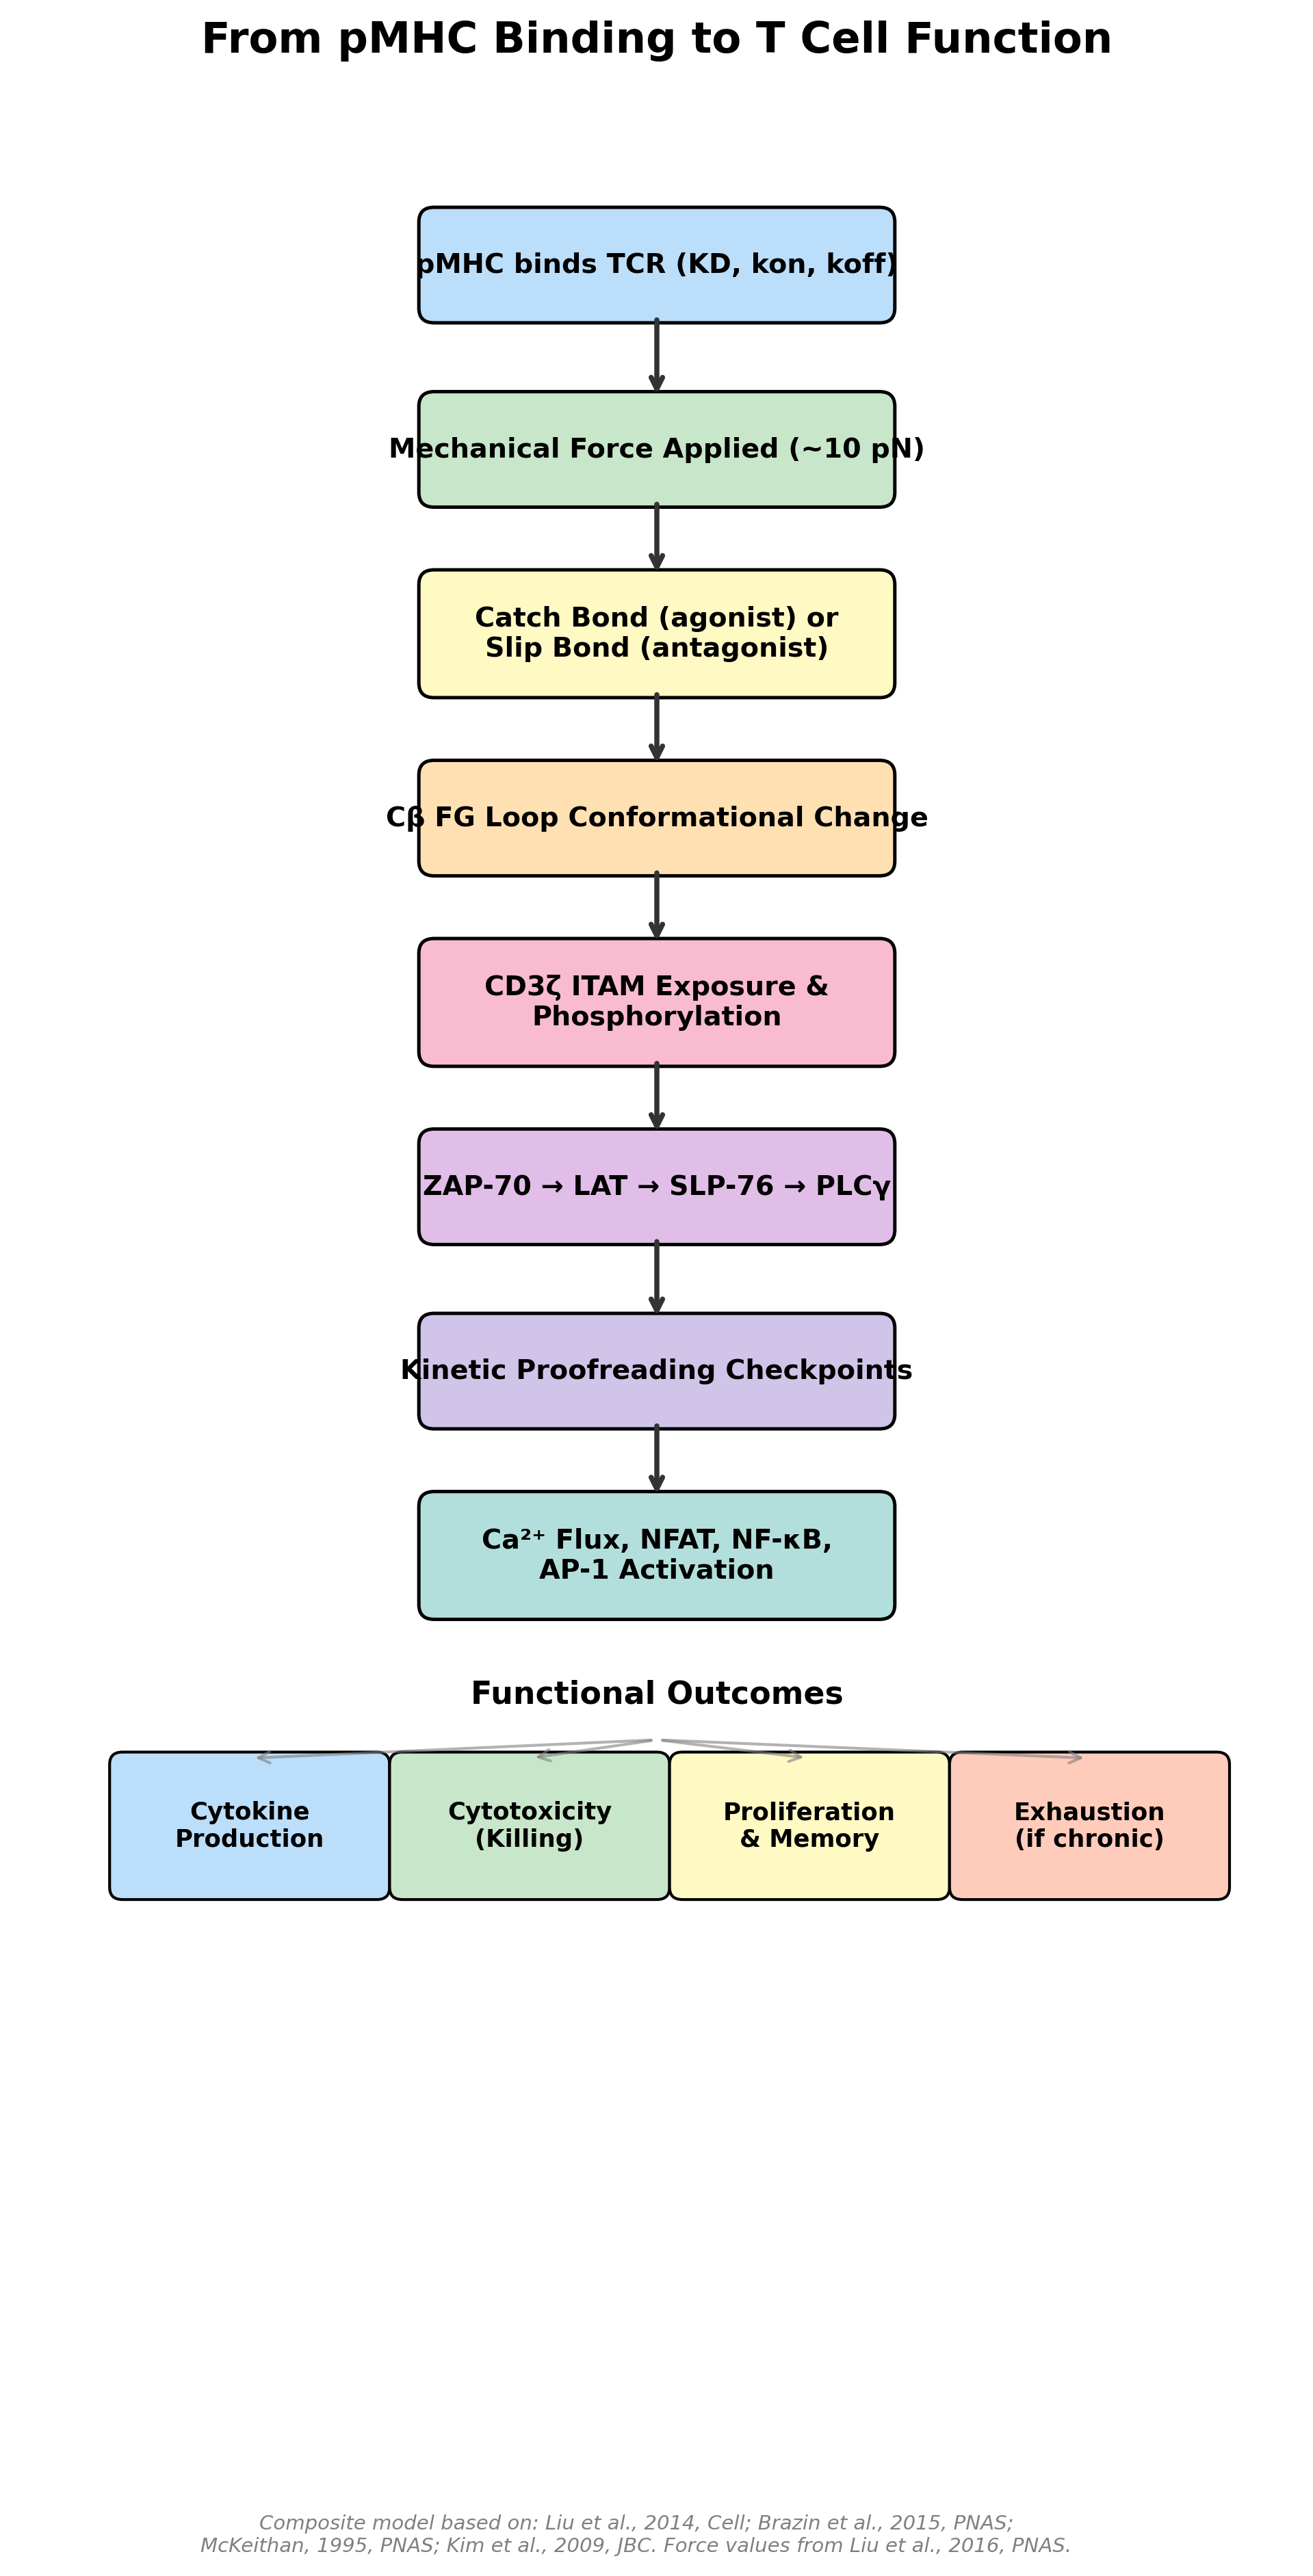 From pMHC Binding to T Cell Function
pMHC binds TCR (KD, kon, koff)
Mechanical Force Applied (~10 pN)
Catch Bond (agonist) or
Slip Bond (antagonist)
Cβ FG Loop Conformational Change
CD3ζ ITAM Exposure &
Phosphorylation
ZAP-70 → LAT → SLP-76 → PLCγ
Kinetic Proofreading Checkpoints
Ca²⁺ Flux, NFAT, NF-κB,
AP-1 Activation
Functional Outcomes
Cytokine
Production
Cytotoxicity
(Killing)
Proliferation
& Memory
Exhaustion
(if chronic)
Composite model based on: Liu et al., 2014, Cell; Brazin et al., 2015, PNAS;
McKeithan, 1995, PNAS; Kim et al., 2009, JBC. Force values from Liu et al., 2016, PNAS.